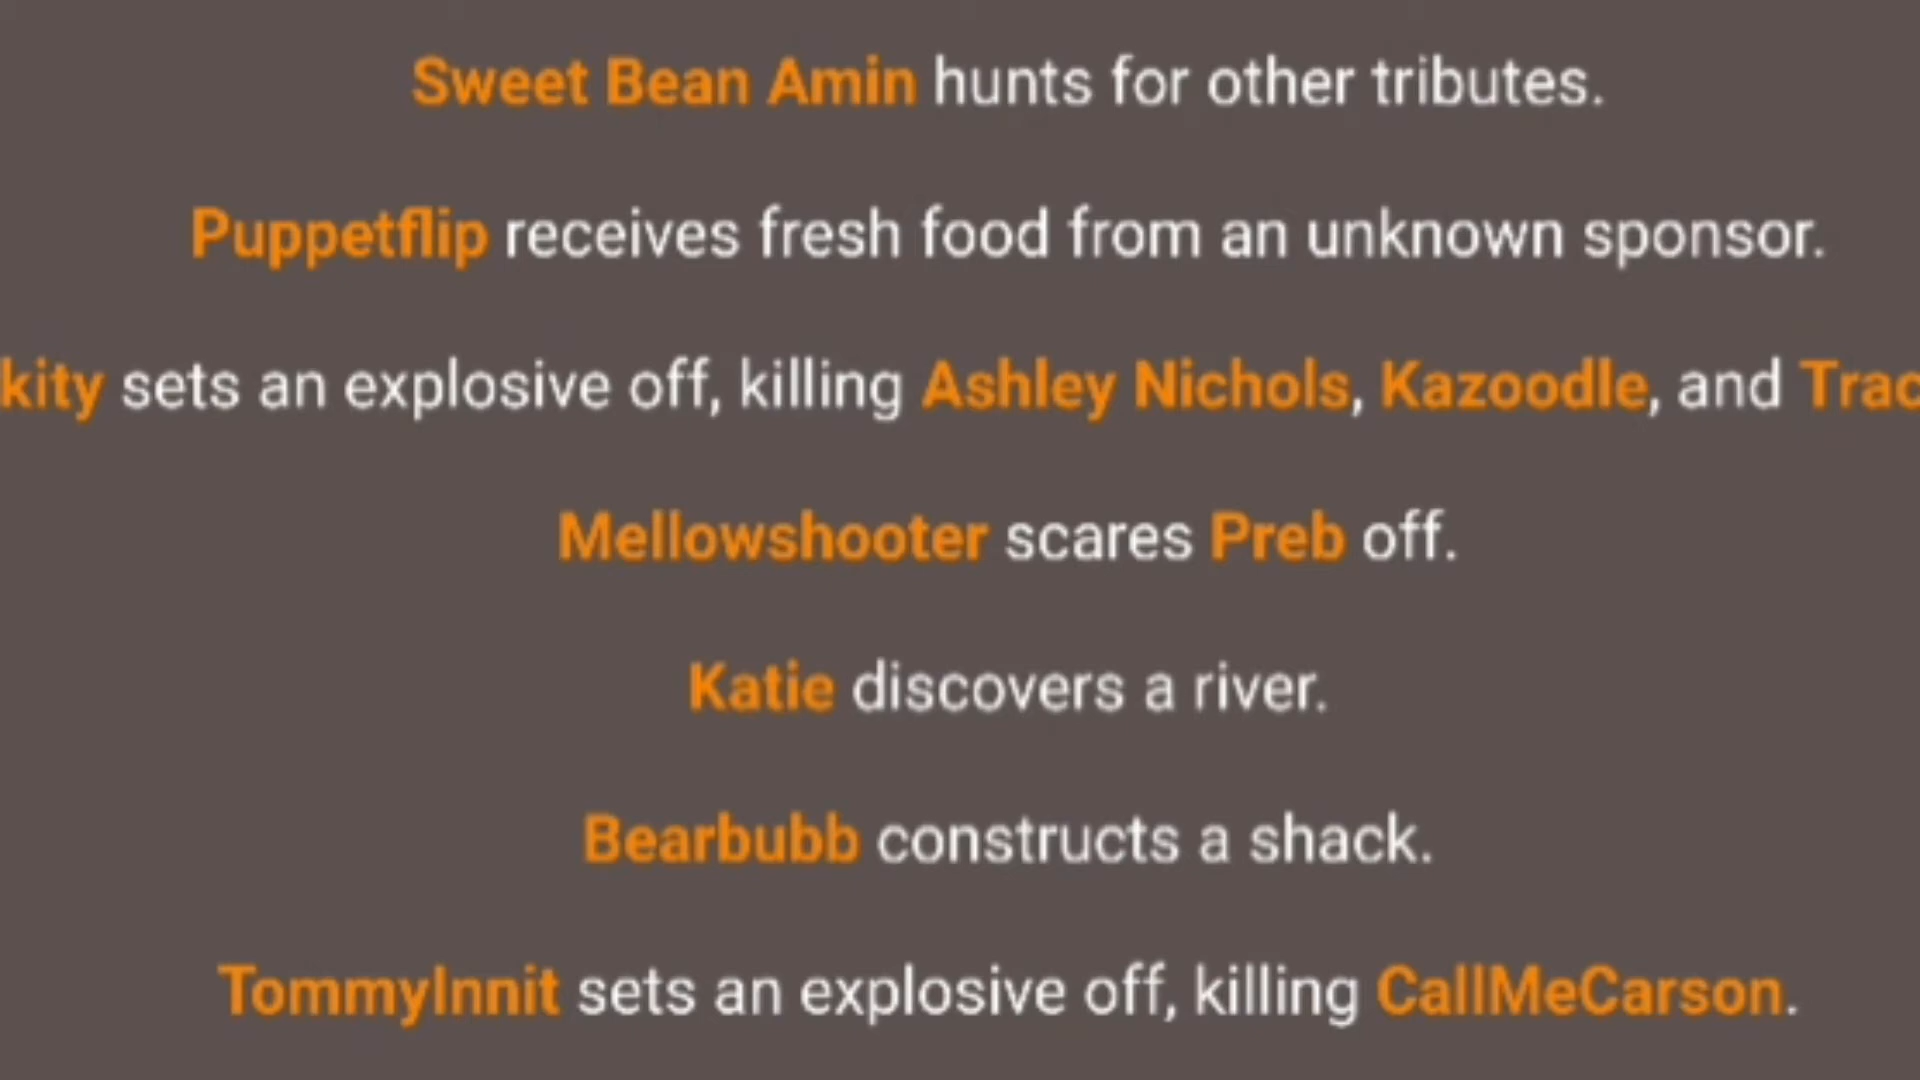 Sweet Bean Amin hunts for other tributes.
Puppetflip receives fresh food from an unknown sponsor.
kity sets an explosive off, killing Ashley Nichols, Kazoodle, and Trac
Mellowshooter scares Preb off.
Katie discovers a river.
Bearbubb constructs a shack.
TommyInnit sets an explosive off, killing CallMeCarson.